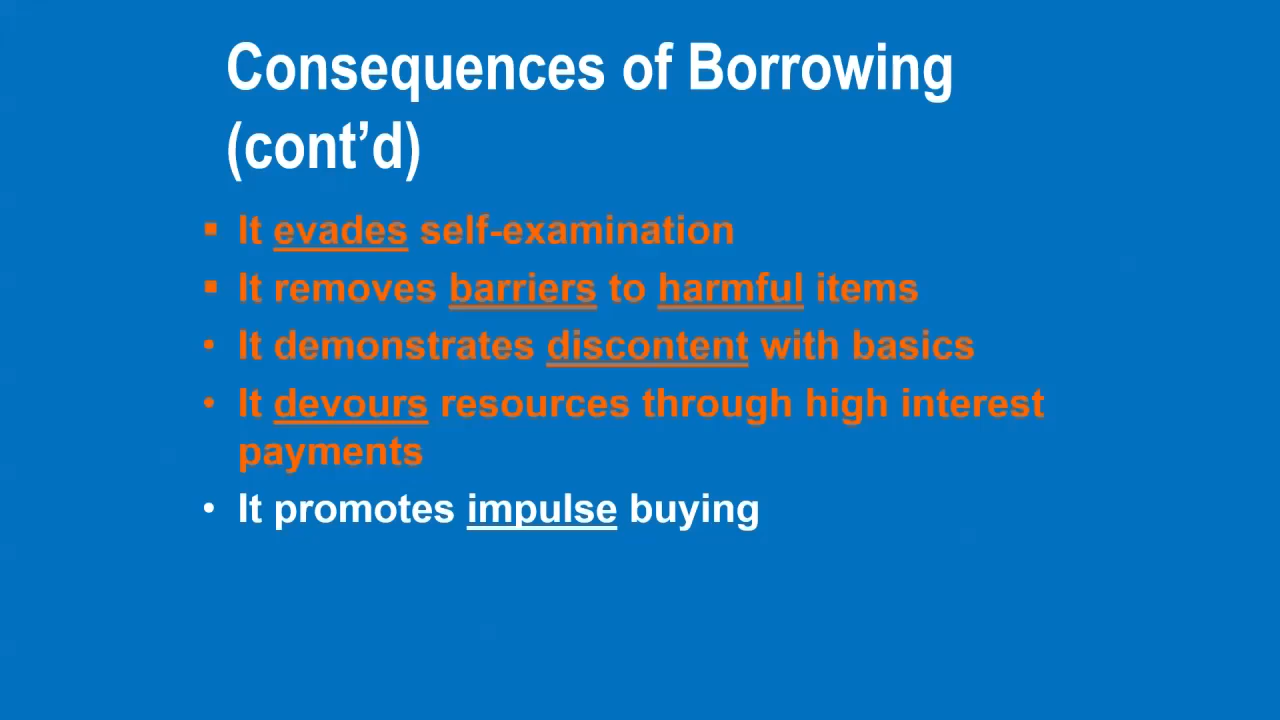 Consequences of Borrowing
(cont’d)
▪ It evades self-examination
▪ It removes barriers to harmful items
• It demonstrates discontent with basics
• It devours resources through high interest
payments
• It promotes impulse buying